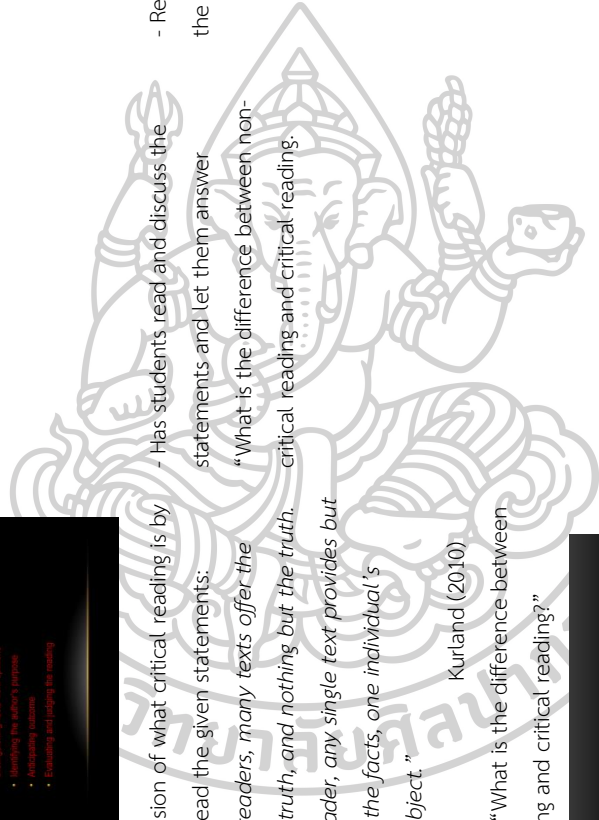 • Identifying the author's purpose
• Anticipating outcome
• Evaluating and judging the reading
sion of what critical reading is by
ead the given statements:
eaders, many texts offer the
truth, and nothing but the truth.
ader, any single text provides but
the facts, one individual's
bject.”
Kurland (2010)
“What is the difference between
ng and critical reading?”
- Has students read and discuss the
statements and let them answer
“What is the difference between non-
critical reading and critical reading.
- Re
the